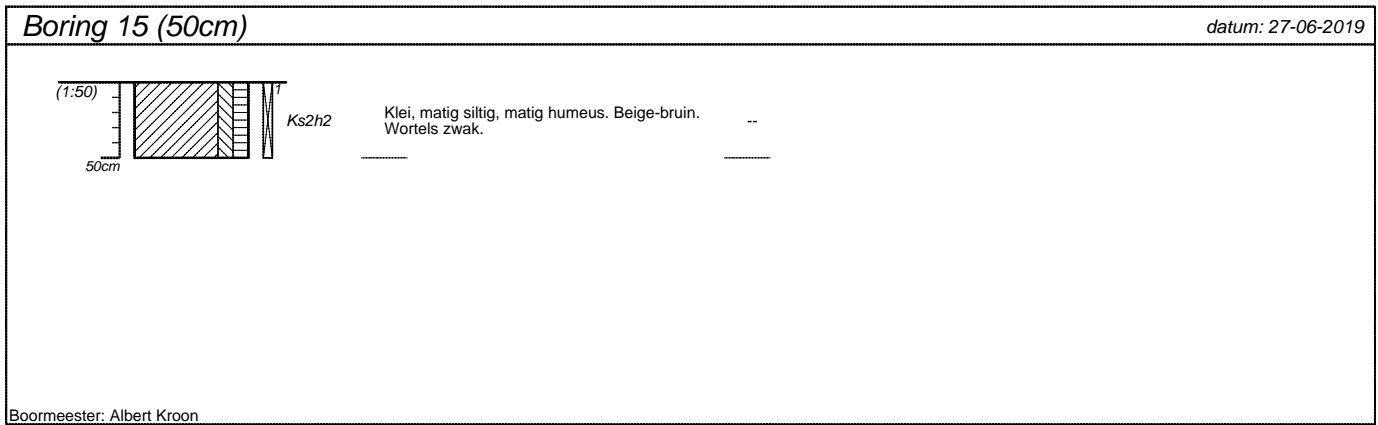 Boring 15 (50cm)
datum: 27-06-2019
(1:50)
1
Ks2h2
Klei, matig siltig, matig humeus. Beige-bruin.
Wortels zwak.
--
50cm
Boormeester: Albert Kroon